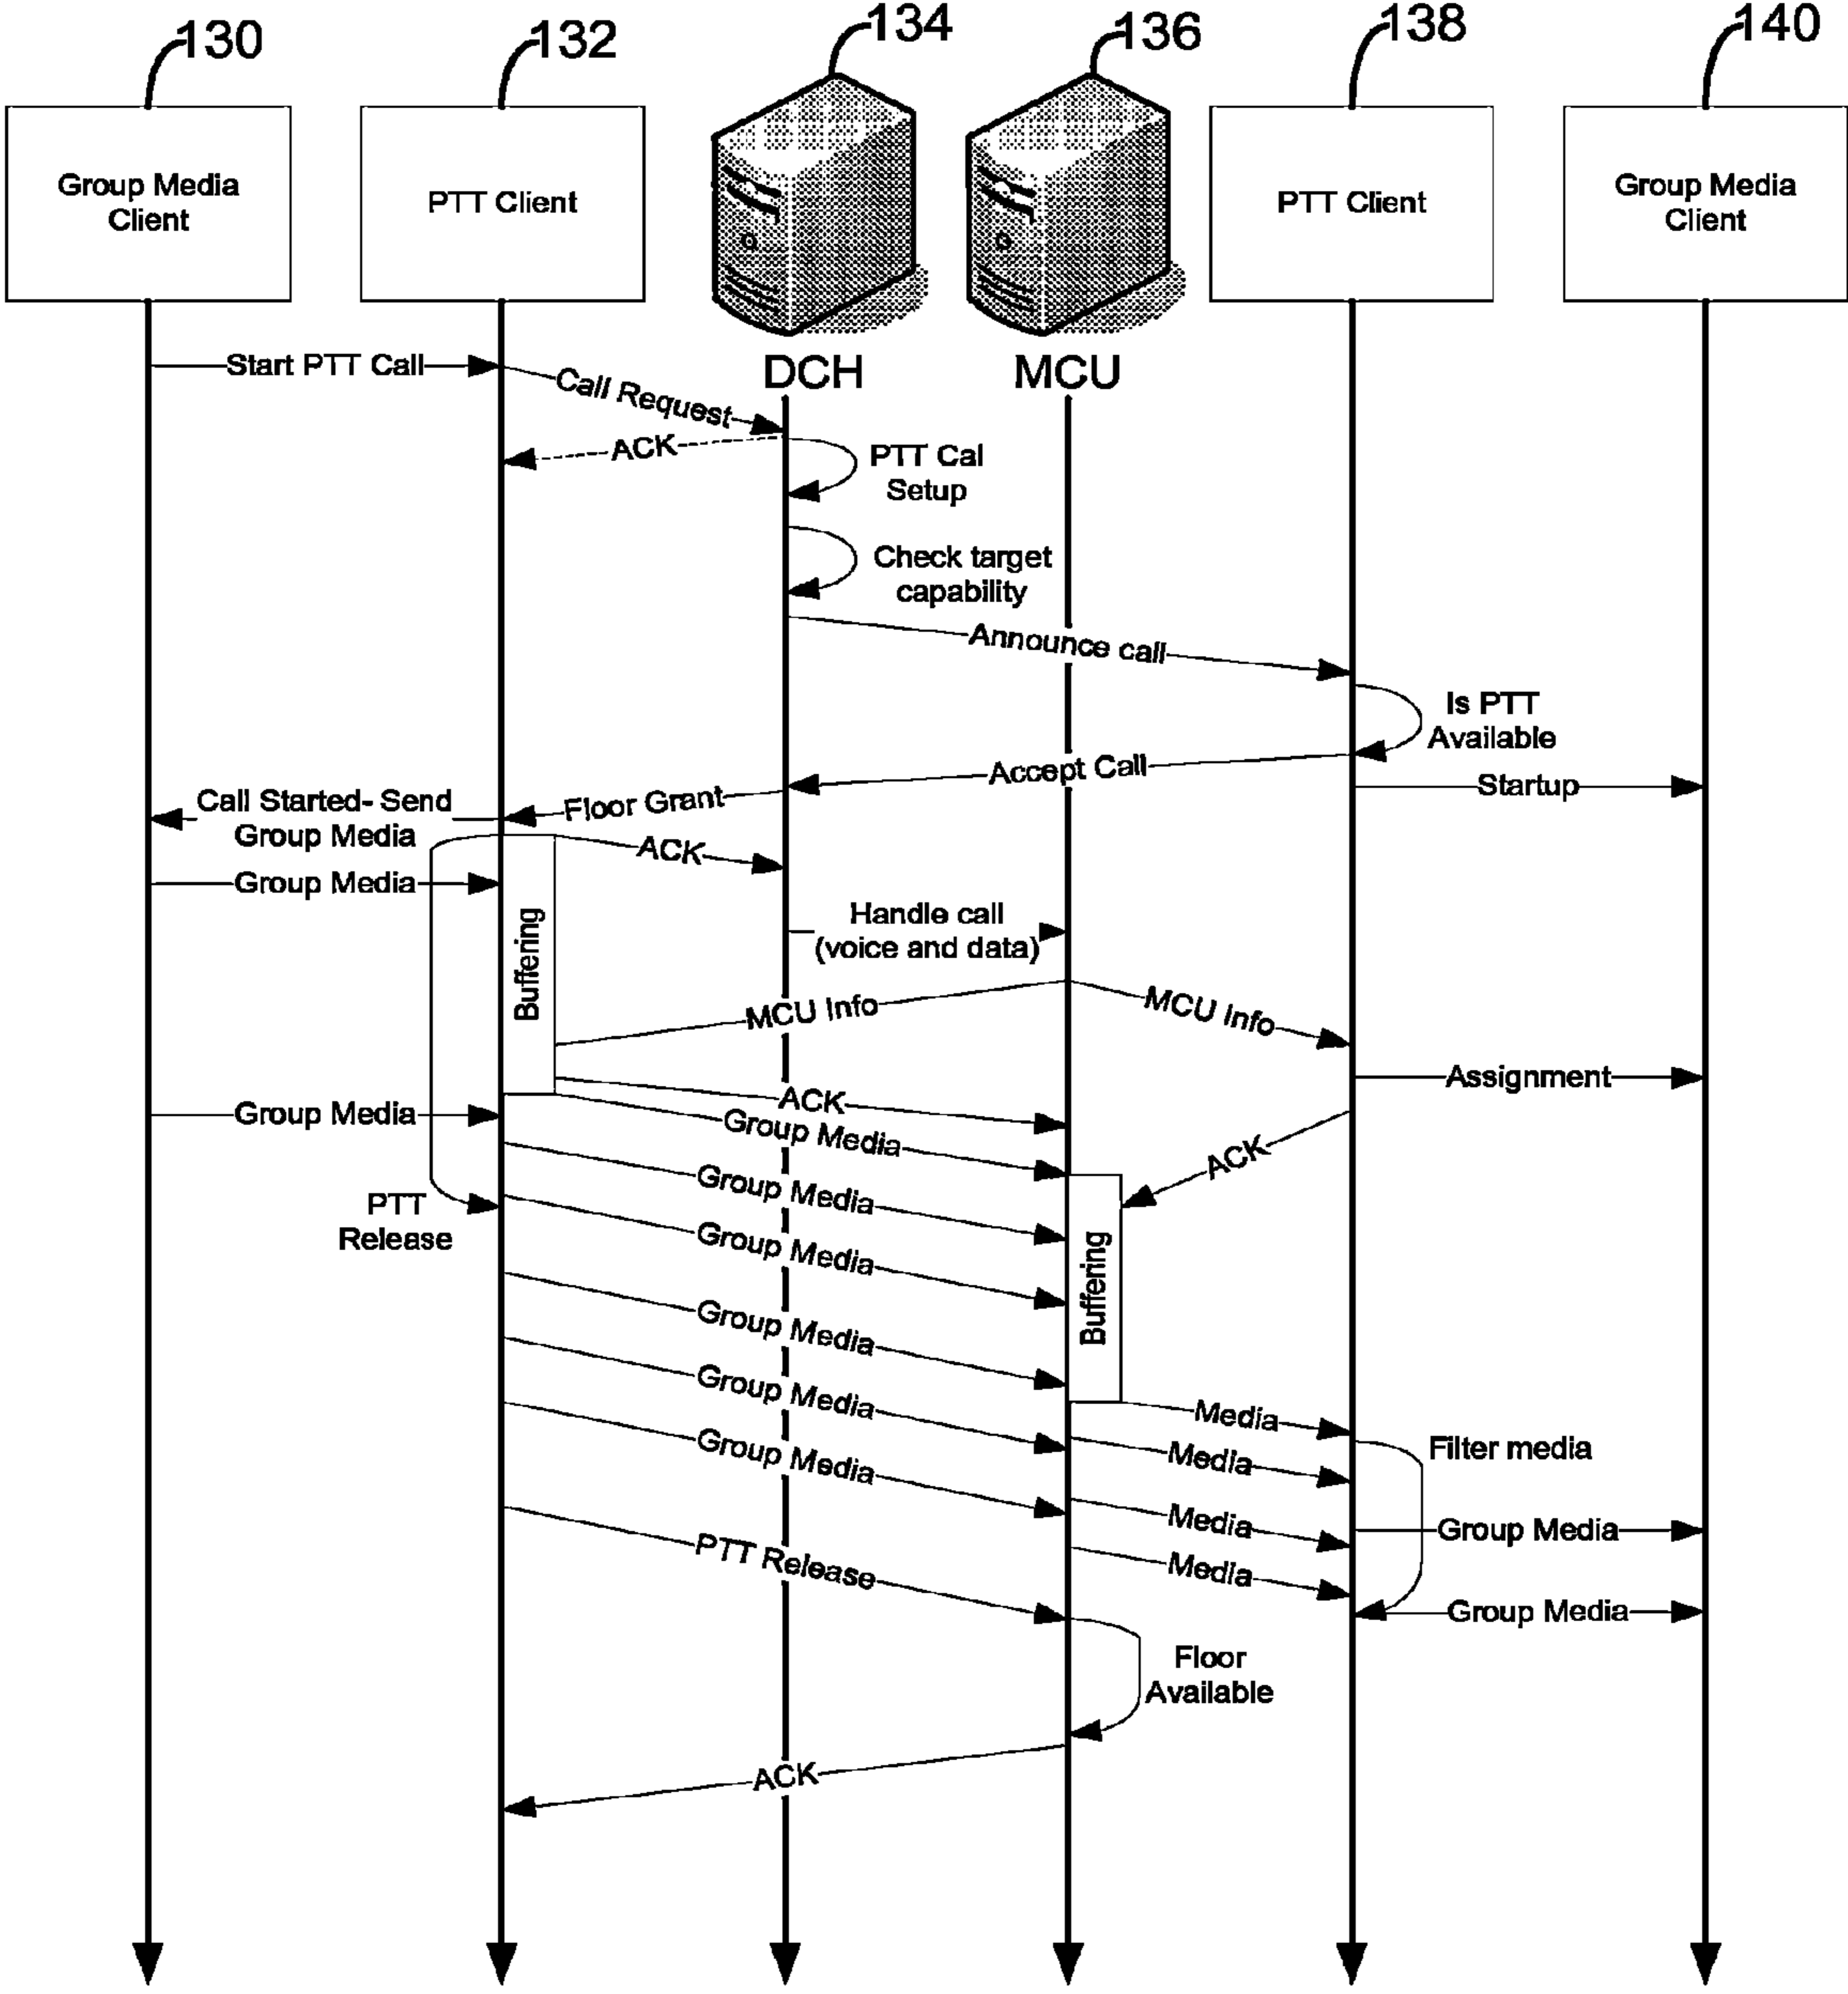 130
132
134
136
138
140
Group Media
Client
PTT Client
PTT Client
Group Media
Client
DCH
MCU
Start PTT Call
Call Request
ACK
PTT Cal
Setup
Check target
capability
Announce call
Is PTT
Available
Accept Call
Startup
Floor Grant
Call Started- Send
Group Media
ACK
Group Media
Buffering
Handle call
(voice and data)
MCU Info
MCU Info
Assignment
ACK
Group Media
Group Media
ACK
Group Media
PTT
Release
Group Media
Buffering
Group Media
Group Media
Media
Filter media
Group Media
Media
Media
Group Media
PTT Release
Media
Group Media
Floor
Available
ACK